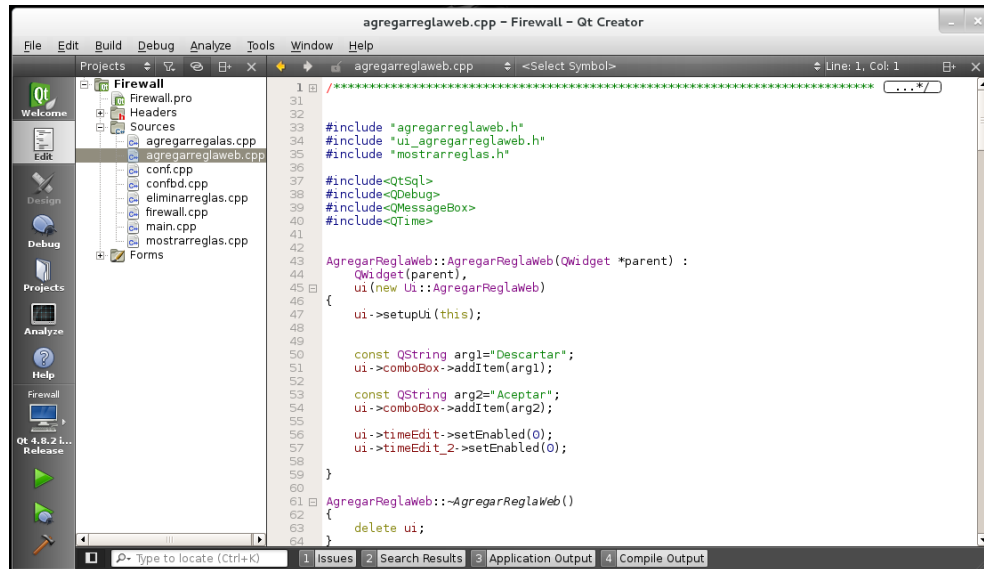 agregarreglaweb.cpp – Firewall – Qt Creator
File Edit Build Debug Analyze Tools Window Help
Projects
agregarreglaweb.cpp <Select Symbol> Line: 1, Col: 1
Qt
Welcome
Edit
Design
Debug
Projects
Analyze
Help
Firewall
Qt 4.8.2 i...
Release
Firewall
Firewall.pro
Headers
Sources
agregarregalas.cpp
agregarreglaweb.cpp
conf.cpp
confbd.cpp
eliminarreglas.cpp
firewall.cpp
main.cpp
mostrarreglas.cpp
Forms
1 /*************************************************************************** (...*/)
31
32
33 #include "agregarreglaweb.h"
34 #include "ui_agregarreglaweb.h"
35 #include "mostrarreglas.h"
36
37 #include<QtSql>
38 #include<QDebug>
39 #include<QMessageBox>
40 #include<QTime>
41
42
43 AgregarReglaWeb::AgregarReglaWeb(QWidget *parent) :
44 QWidget(parent),
45 ui(new Ui::AgregarReglaWeb)
46 {
47 ui->setupUi(this);
48
49
50 const QString arg1="Descartar";
51 ui->comboBox->addItem(arg1);
52
53 const QString arg2="Aceptar";
54 ui->comboBox->addItem(arg2);
55
56 ui->timeEdit->setEnabled(0);
57 ui->timeEdit_2->setEnabled(0);
58
59 }
60
61 AgregarReglaWeb::~AgregarReglaWeb()
62 {
63 delete ui;
64 }
Type to locate (Ctrl+K)
1 Issues 2 Search Results 3 Application Output 4 Compile Output